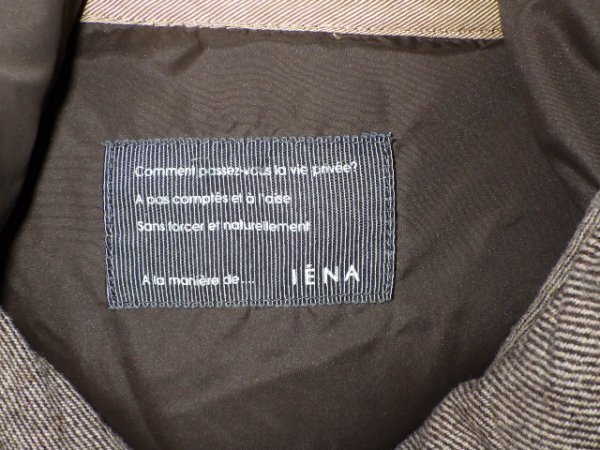 Comment passez-vous la vie privée?
A pas comptés et à l'aise
Sans forcer et naturellement
A la manière de... IÉNA